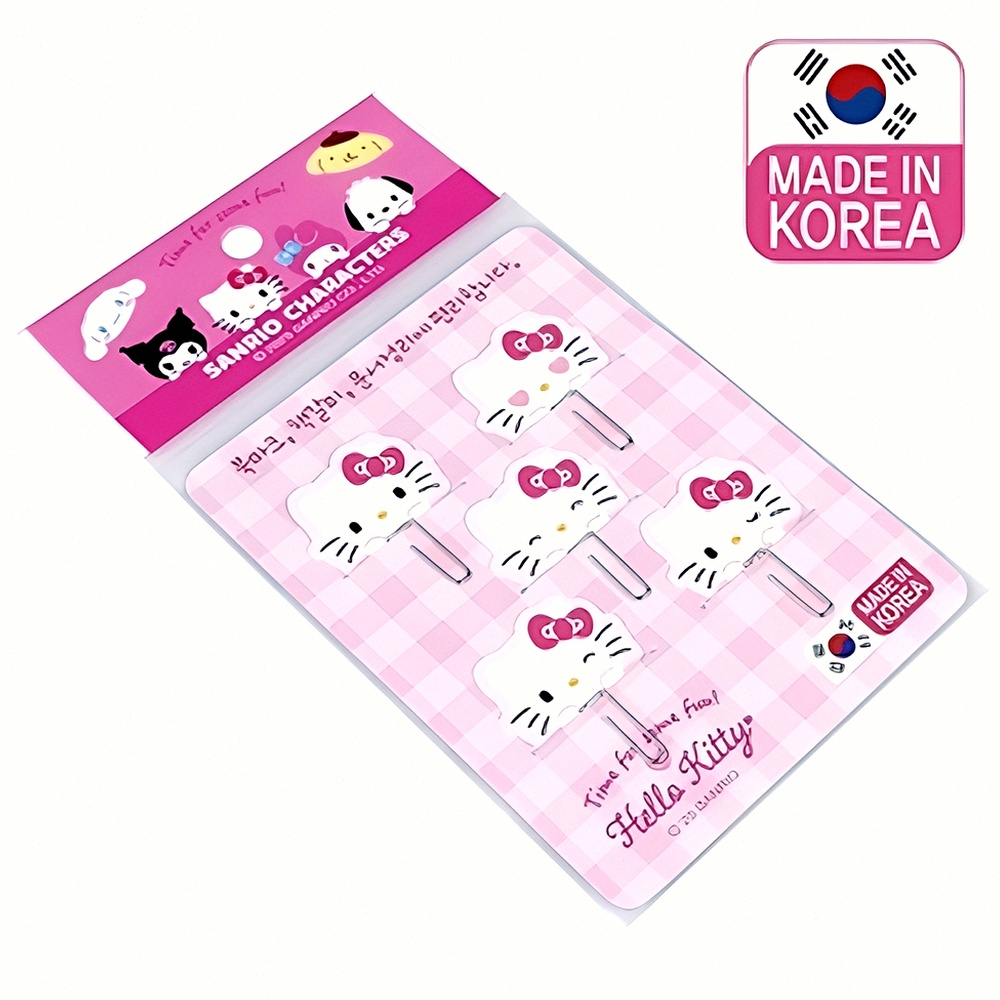 MADE IN
KOREA
Time for some fun!
SANRIO CHARACTERS
북마크, 책갈피, 문서정리에 편리합니다.
MADE IN
KOREA
Time for some fun!
Hello Kitty